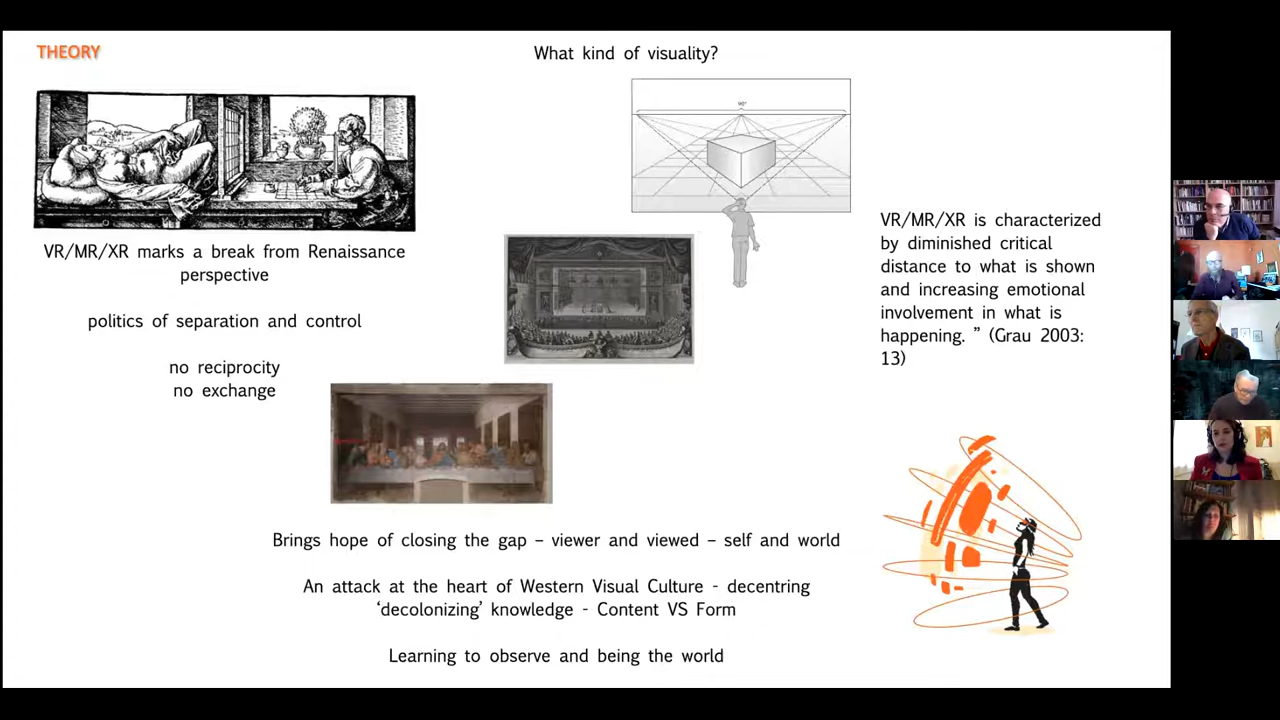 THEORY
What kind of visuality?
90°
VR/MR/XR marks a break from Renaissance
perspective
politics of separation and control
no reciprocity
no exchange
VR/MR/XR is characterized
by diminished critical
distance to what is shown
and increasing emotional
involvement in what is
happening. ” (Grau 2003:
13)
Brings hope of closing the gap – viewer and viewed – self and world
An attack at the heart of Western Visual Culture - decentring
‘decolonizing’ knowledge - Content VS Form
Learning to observe and being the world